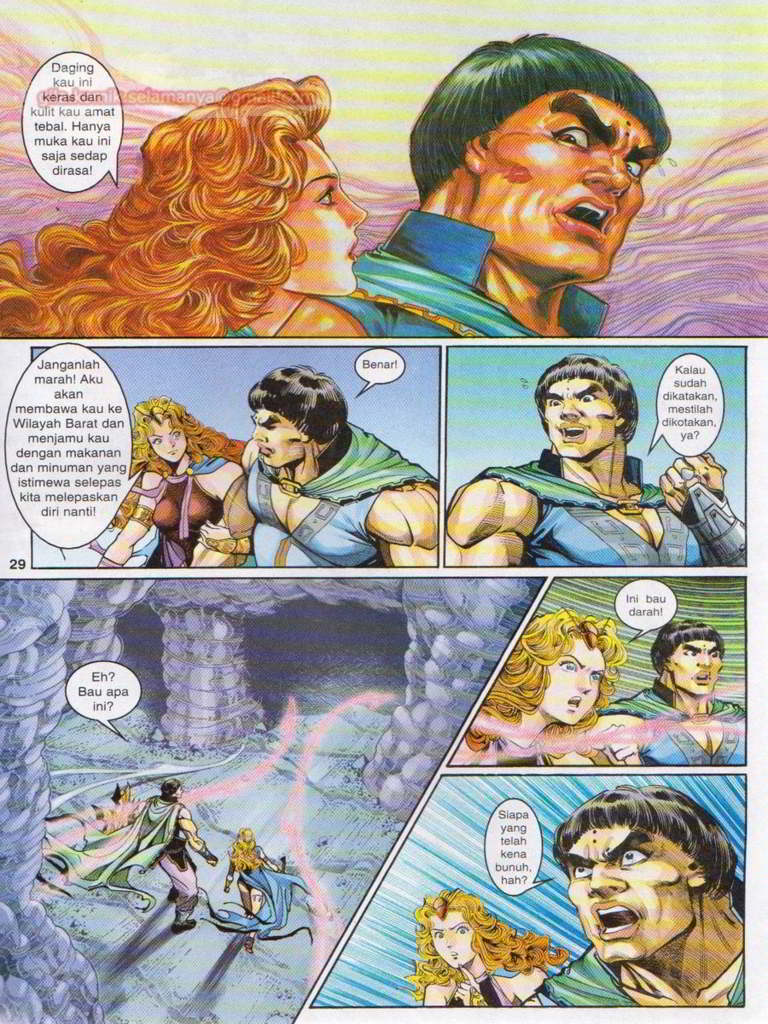 Daging
kau ini
keras dan
kulit kau amat
tebal. Hanya
muka kau ini
saja sedap
dirasa!
selamanya@gmail.com
Janganlah
marah! Aku
akan
membawa kau ke
Wilayah Barat dan
menjamu kau
dengan makanan
dan minuman yang
istimewa selepas
kita melepaskan
diri nanti!
Benar!
Kalau
sudah
dikatakan,
mestilah
dikotakan,
ya?
29
Eh?
Bau apa
ini?
Ini bau
darah!
Siapa
yang
telah
kena
bunuh,
hah?